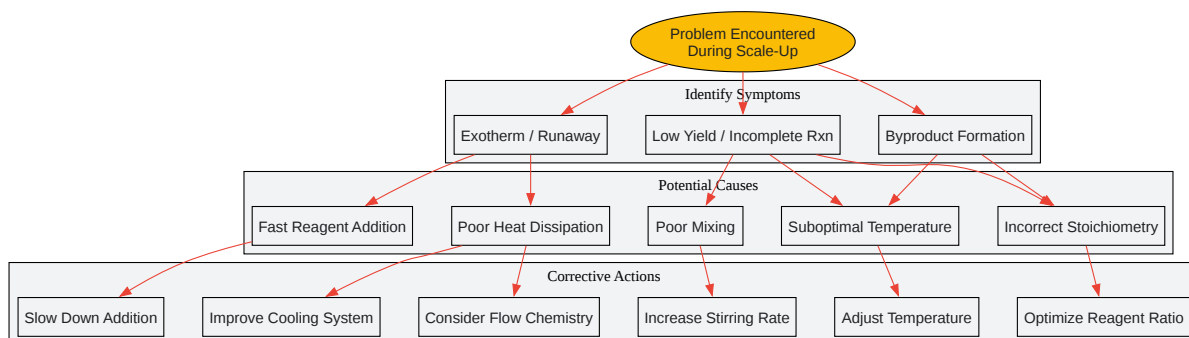 Problem Encountered
During Scale-Up
Identify Symptoms
Exotherm / Runaway
Low Yield / Incomplete Rxn
Byproduct Formation
Potential Causes
Fast Reagent Addition
Poor Heat Dissipation
Poor Mixing
Suboptimal Temperature
Incorrect Stoichiometry
Corrective Actions
Slow Down Addition
Improve Cooling System
Consider Flow Chemistry
Increase Stirring Rate
Adjust Temperature
Optimize Reagent Ratio